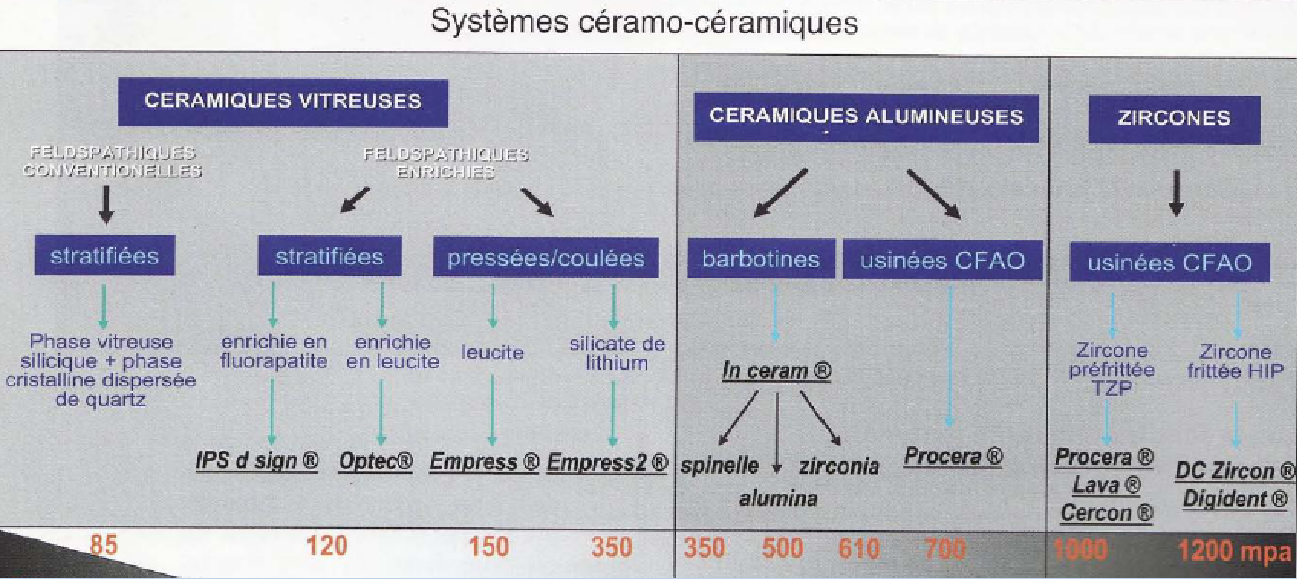 Systèmes céramo-céramiques
CERAMIQUES VITREUSES
CERAMIQUES ALUMINEUSES
ZIRCONES
FELDSPATHIQUES
CONVENTIONELLES
FELDSPATHIQUES
ENRICHIES
stratifiées
stratifiées
pressées/coulées
barbotines
usinées CFAO
usinées CFAO
Phase vitreuse
silicique + phase
cristalline dispersée
de quartz
enrichie en
fluorapatite
enrichie
en leucite
leucite
silicate de
lithium
In ceram ®
Zircone
préfrittée
TZP
Zircone
frittée HIP
IPS d sign ®
Optec®
Empress ®
Empress2 ®
spinelle
alumina
zirconia
Procera ®
Procera ®
Lava ®
Cercon ®
DC Zircon ®
Digident ®
85 120 150 350 350 500 610 700 1000 1200 mpa